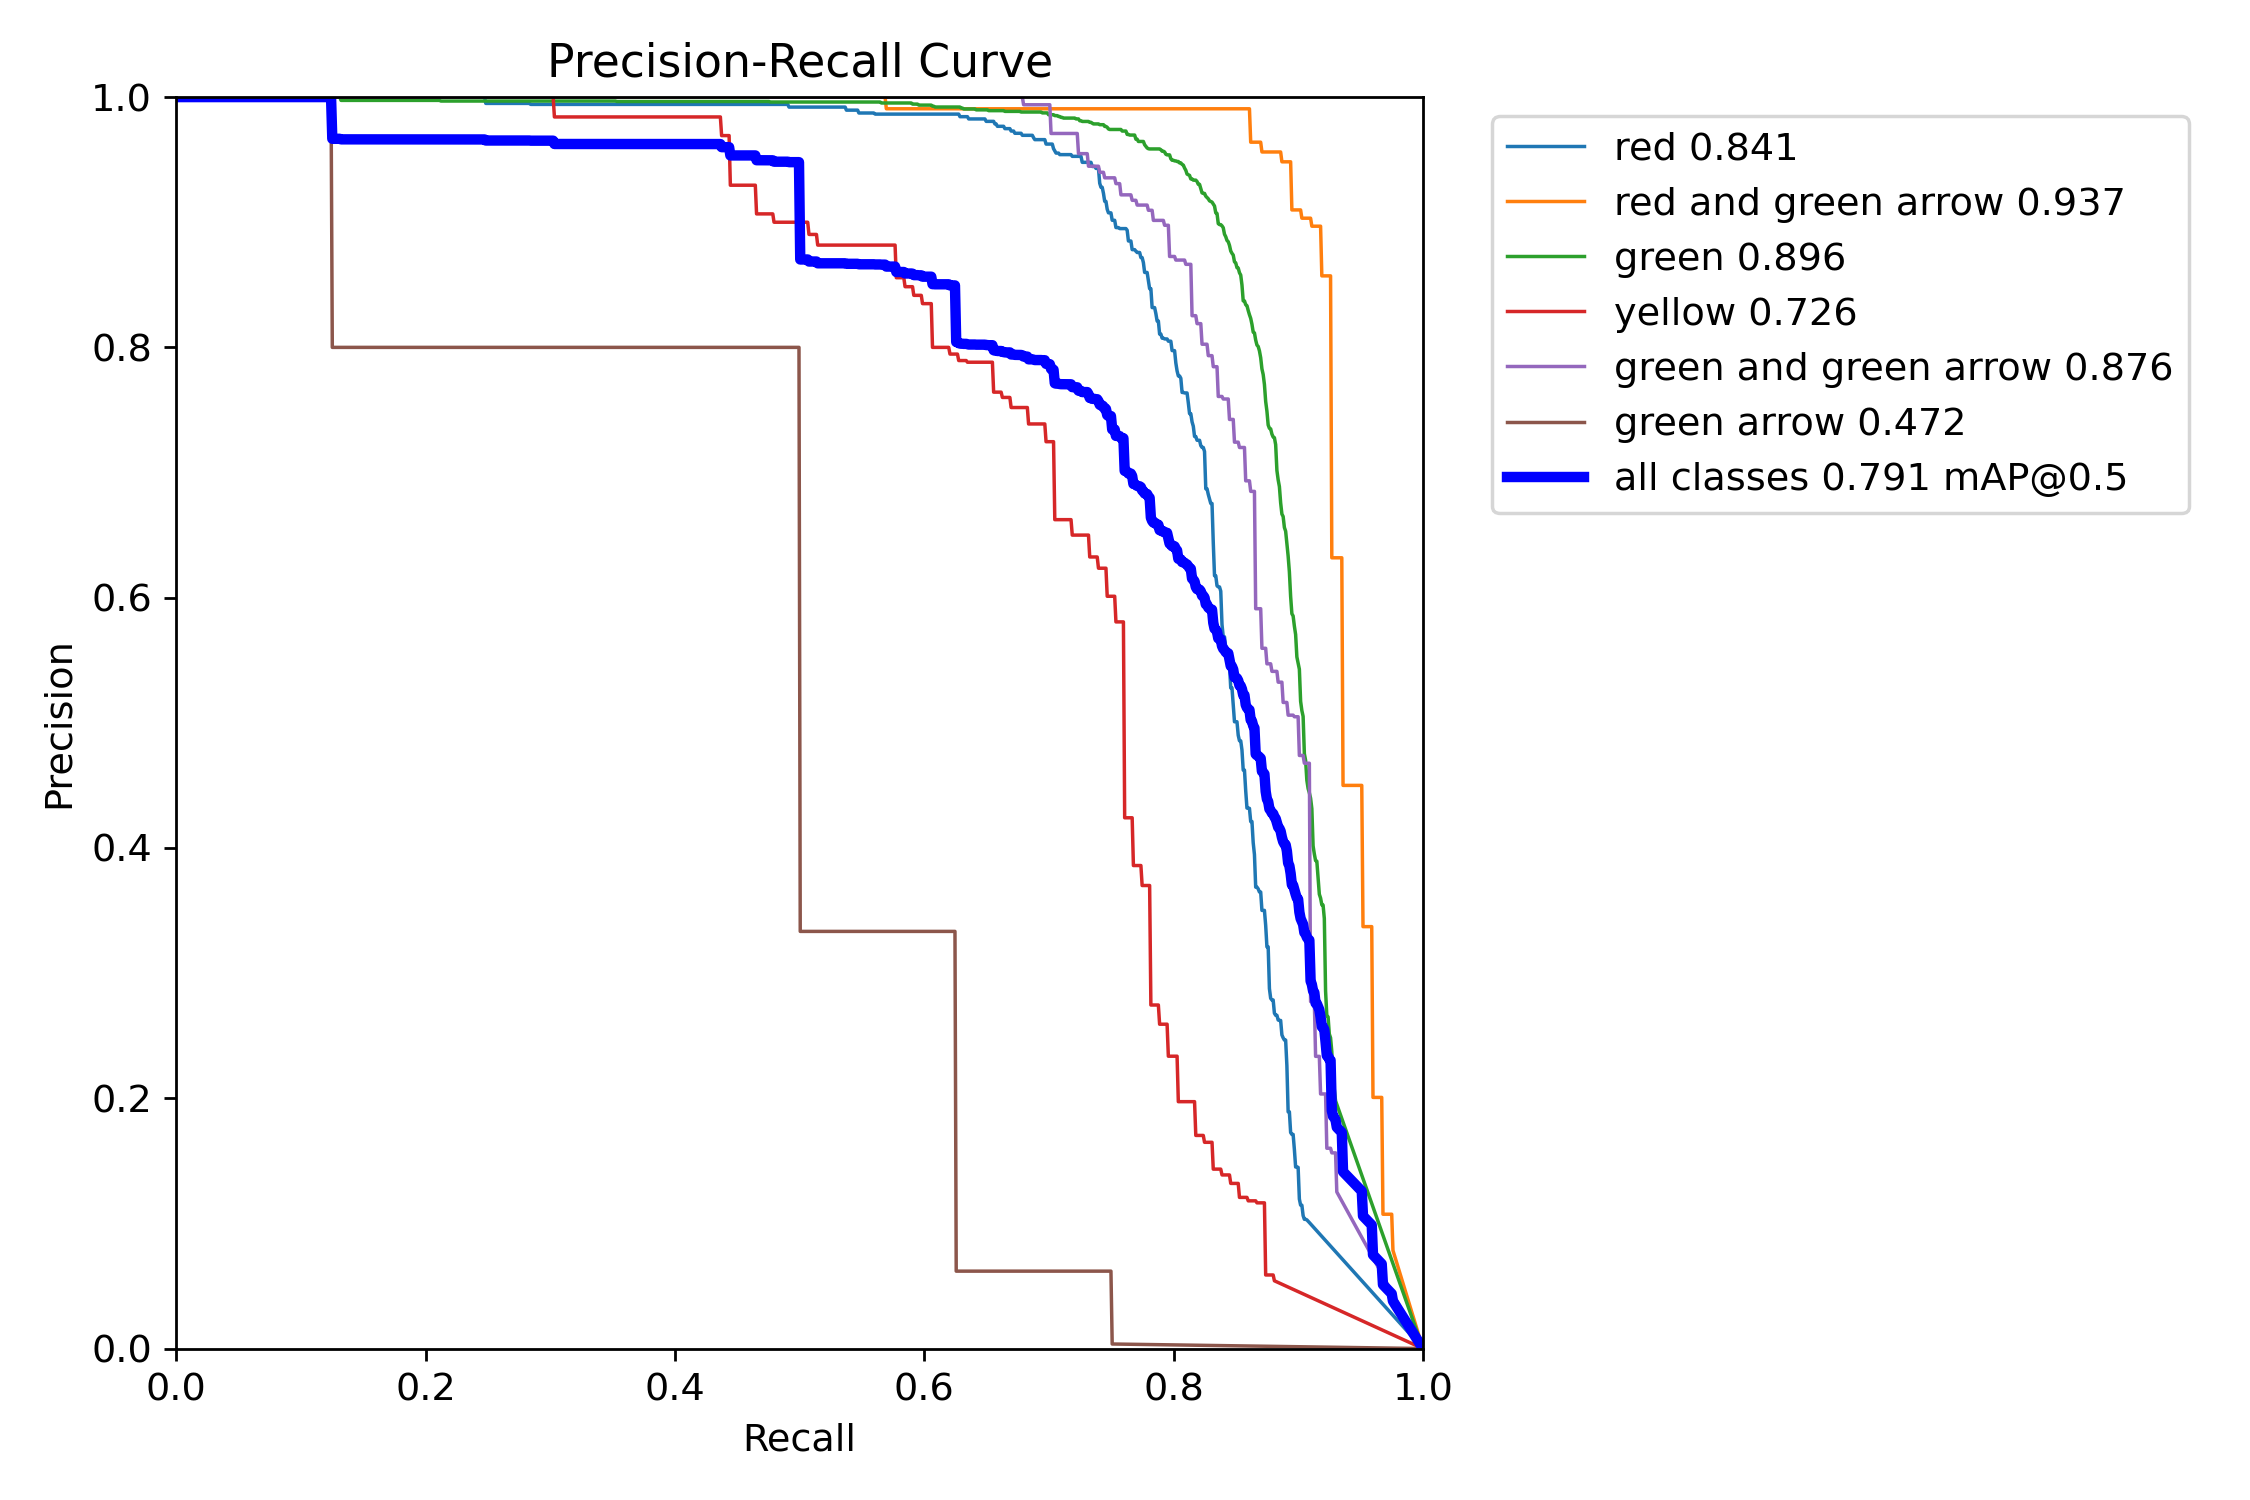 Precision-Recall Curve
1.0
0.8
0.6
0.4
0.2
0.0
Precision
0.0 0.2 0.4 0.6 0.8 1.0
Recall
red 0.841
red and green arrow 0.937
green 0.896
yellow 0.726
green and green arrow 0.876
green arrow 0.472
all classes 0.791 mAP@0.5